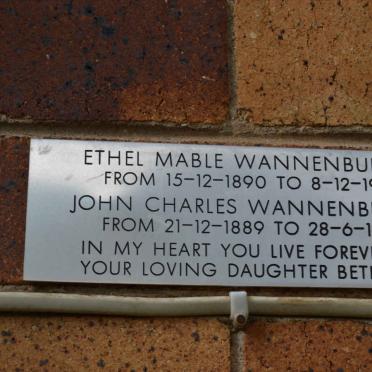 ETHEL MABLE WANNENBU
FROM 15-12-1890 TO 8-12-19
JOHN CHARLES WANNENB
FROM 21-12-1889 TO 28-6-1
IN MY HEART YOU LIVE FOREVE
YOUR LOVING DAUGHTER BET